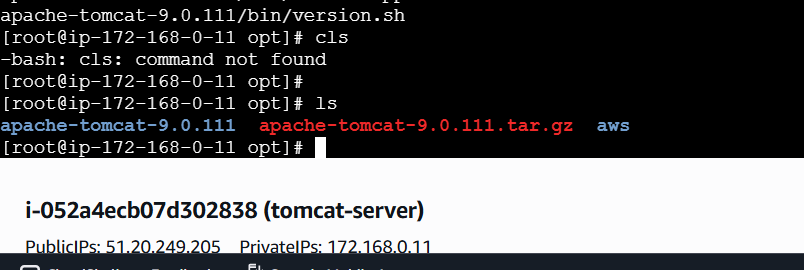 apache-tomcat-9.0.111/bin/version.sh
[root@ip-172-168-0-11 opt]# cls
-bash: cls: command not found
[root@ip-172-168-0-11 opt]#
[root@ip-172-168-0-11 opt]# ls
apache-tomcat-9.0.111  apache-tomcat-9.0.111.tar.gz  aws
[root@ip-172-168-0-11 opt]#
i-052a4ecb07d302838 (tomcat-server)
PublicIPs: 51.20.249.205   PrivateIPs: 172.168.0.11